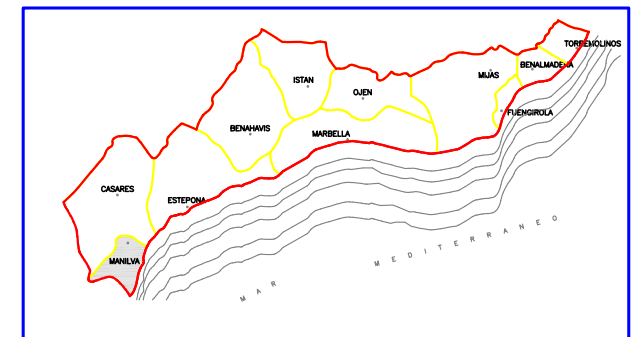 TORREMOLINOS
BENALMADENA
MIJAS
ISTAN
OJEN
FUENGIROLA
BENAHAVIS
MARBELLA
CASARES
ESTEPONA
MANILVA
MAR MEDITERRANEO